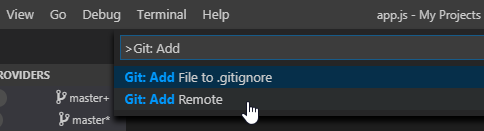 View Go Debug Terminal Help app.js - My Projects
>Git: Add
Git: Add File to .gitignore
Git: Add Remote
ROVIDERS
master+
master*